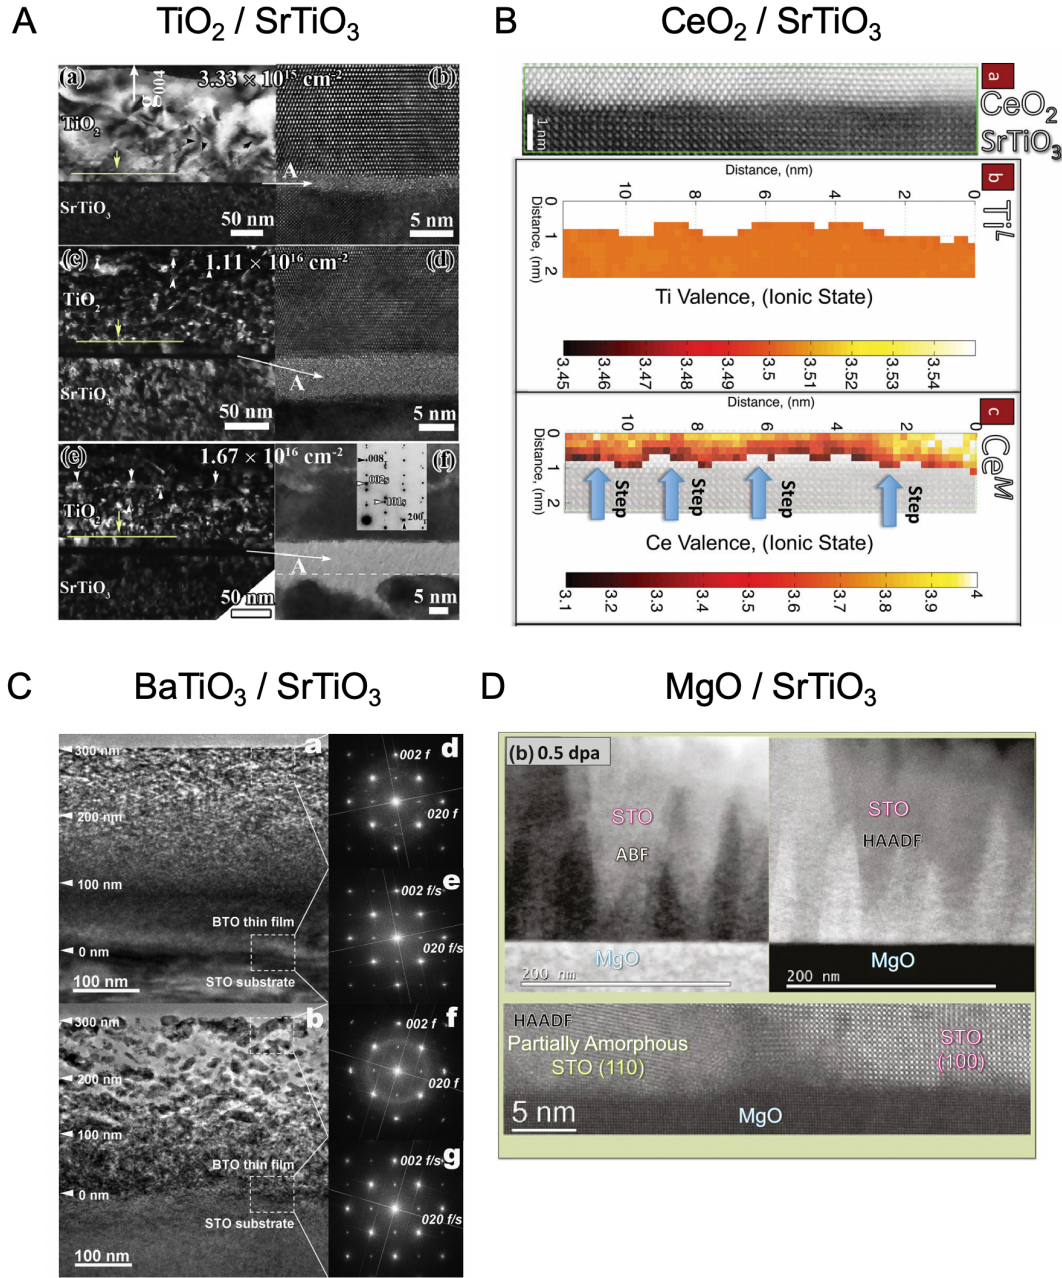 A
TiO₂ / SrTiO₃
(a)
3.33 × 10¹⁵ cm⁻²
(b)
g 004
TiO₂
A
SrTiO₃
50 nm
5 nm
(c)
1.11 × 10¹⁶ cm⁻²
(d)
TiO₂
SrTiO₃
A
50 nm
5 nm
(e)
1.67 × 10¹⁶ cm⁻²
(f)
008
002s
101s
200
TiO₂
A
SrTiO₃
50 nm
5 nm
B
CeO₂ / SrTiO₃
a
CeO₂
SrTiO₃
1 nm
b
Ti L
Distance, (nm)
10 8 6 4 2 0
Distance, (nm)
0
1
2
Ti Valence, (Ionic State)
3.45 3.46 3.47 3.48 3.49 3.5 3.51 3.52 3.53 3.54
c
Ce M
Distance, (nm)
10 8 6 4 2 0
Distance, (nm)
0
1
2
Step Step Step Step
Ce Valence, (Ionic State)
3.1 3.2 3.3 3.4 3.5 3.6 3.7 3.8 3.9 4
C
BaTiO₃ / SrTiO₃
a
300 nm
200 nm
100 nm
BTO thin film
0 nm
STO substrate
100 nm
d
002 f
020 f
e
002 f/s
020 f/s
b
300 nm
200 nm
100 nm
BTO thin film
0 nm
STO substrate
100 nm
f
002 f
020 f
g
002 f/s
020 f/s
D
MgO / SrTiO₃
(b) 0.5 dpa
STO
ABF
MgO
200 nm
STO
HAADF
MgO
200 nm
HAADF
Partially Amorphous
STO (110)
STO
(100)
MgO
5 nm